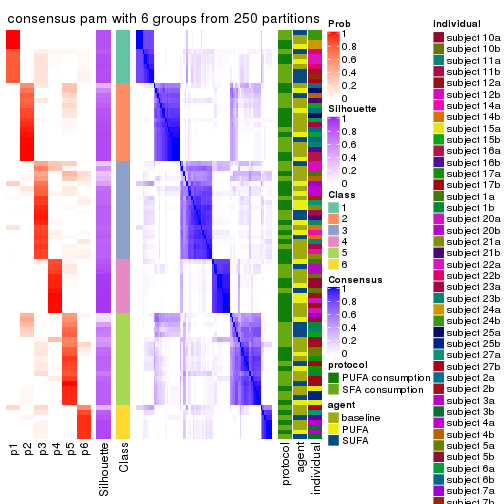 consensus pam with 6 groups from 250 partitions
p1
p2
p3
p4
p5
p6
Silhouette
Class
protocol
agent
individual
Prob
1
0.8
0.6
0.4
0.2
0
Silhouette
1
0.8
0.6
0.4
0.2
0
Class
1
2
3
4
5
6
Consensus
1
0.8
0.6
0.4
0.2
0
protocol
PUFA consumption
SFA consumption
agent
baseline
PUFA
SUFA
individual
subject 10a
subject 10b
subject 11a
subject 11b
subject 12a
subject 12b
subject 14a
subject 14b
subject 15a
subject 15b
subject 16a
subject 16b
subject 17a
subject 17b
subject 1a
subject 1b
subject 20a
subject 20b
subject 21a
subject 21b
subject 22a
subject 22b
subject 23a
subject 23b
subject 24a
subject 24b
subject 25a
subject 25b
subject 27a
subject 27b
subject 2a
subject 2b
subject 3a
subject 3b
subject 4a
subject 4b
subject 5a
subject 5b
subject 6a
subject 6b
subject 7a
subject 7b